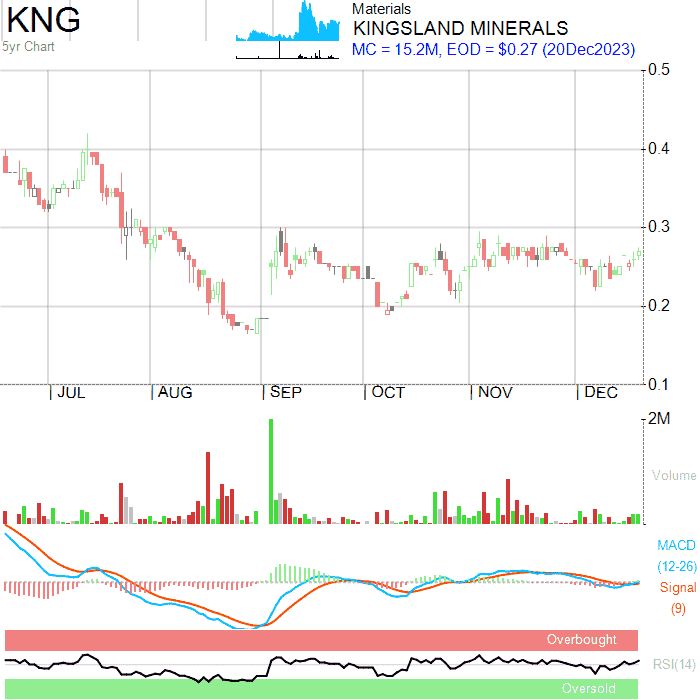 KNG
5yr Chart
Materials
KINGSLAND MINERALS
MC = 15.2M, EOD = $0.27 (20Dec2023)
0.5
0.4
0.3
0.2
0.1
JUL AUG SEP OCT NOV DEC
2M
Volume
MACD
(12-26)
Signal
(9)
Overbought
RSI(14)
Oversold